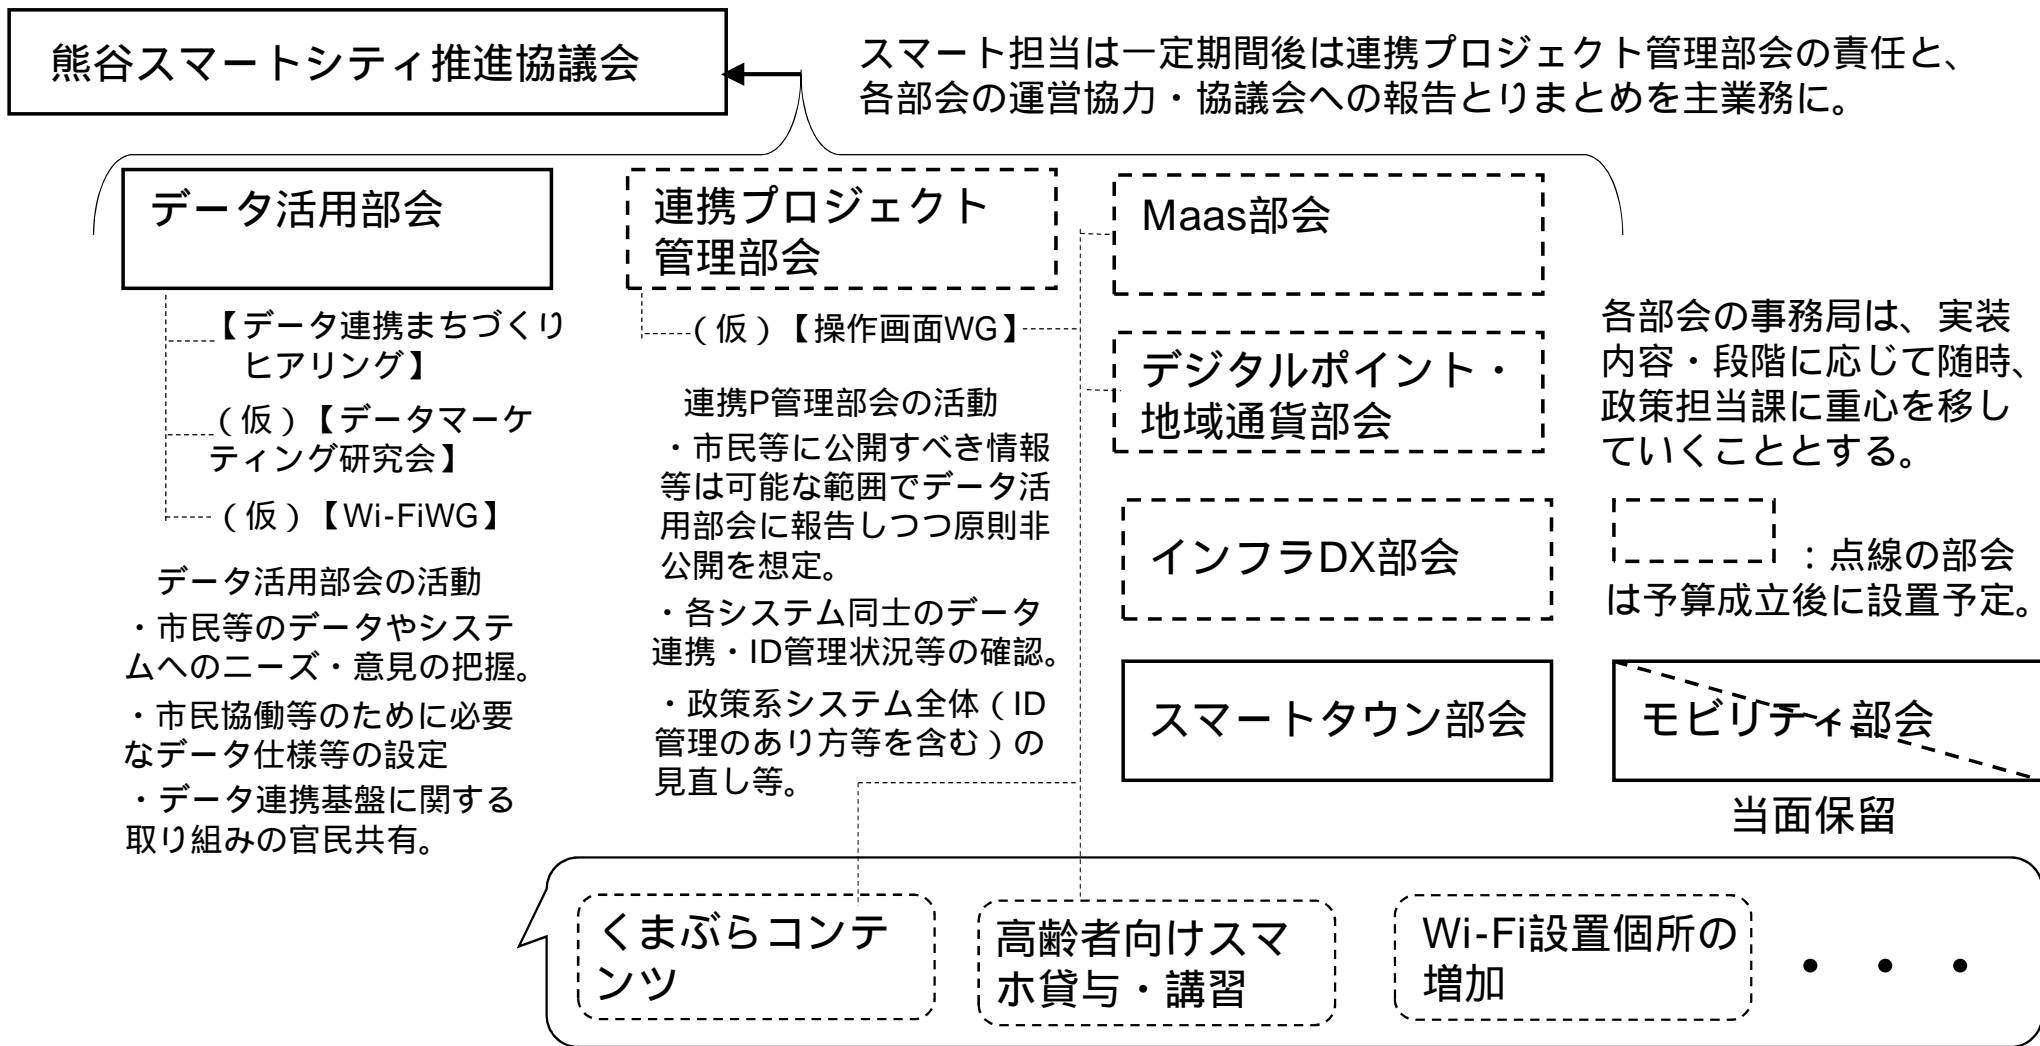 熊谷スマートシティ推進協議会
スマート担当は一定期間後は連携プロジェクト管理部会の責任と、
各部会の運営協力・協議会への報告とりまとめを主業務に。
データ活用部会
【データ連携まちづくり
ヒアリング】
（仮）【データマーケ
ティング研究会】
（仮）【Wi-FiWG】
データ活用部会の活動
・市民等のデータやシステ
ムへのニーズ・意見の把握。
・市民協働等のために必要
なデータ仕様等の設定
・データ連携基盤に関する
取り組みの官民共有。
連携プロジェクト
管理部会
（仮）【操作画面WG】
連携P管理部会の活動
・市民等に公開すべき情報
等は可能な範囲でデータ活
用部会に報告しつつ原則非
公開を想定。
・各システム同士のデータ
連携・ID管理状況等の確認。
・政策系システム全体（ID
管理のあり方等を含む）の
見直し等。
Maas部会
デジタルポイント・
地域通貨部会
インフラDX部会
スマートタウン部会
各部会の事務局は、実装
内容・段階に応じて随時、
政策担当課に重心を移し
ていくこととする。
：点線の部会
は予算成立後に設置予定。
モビリティ部会
当面保留
くまぶらコンテ
ンツ
高齢者向けスマ
ホ貸与・講習
Wi-Fi設置個所の
増加
・・・